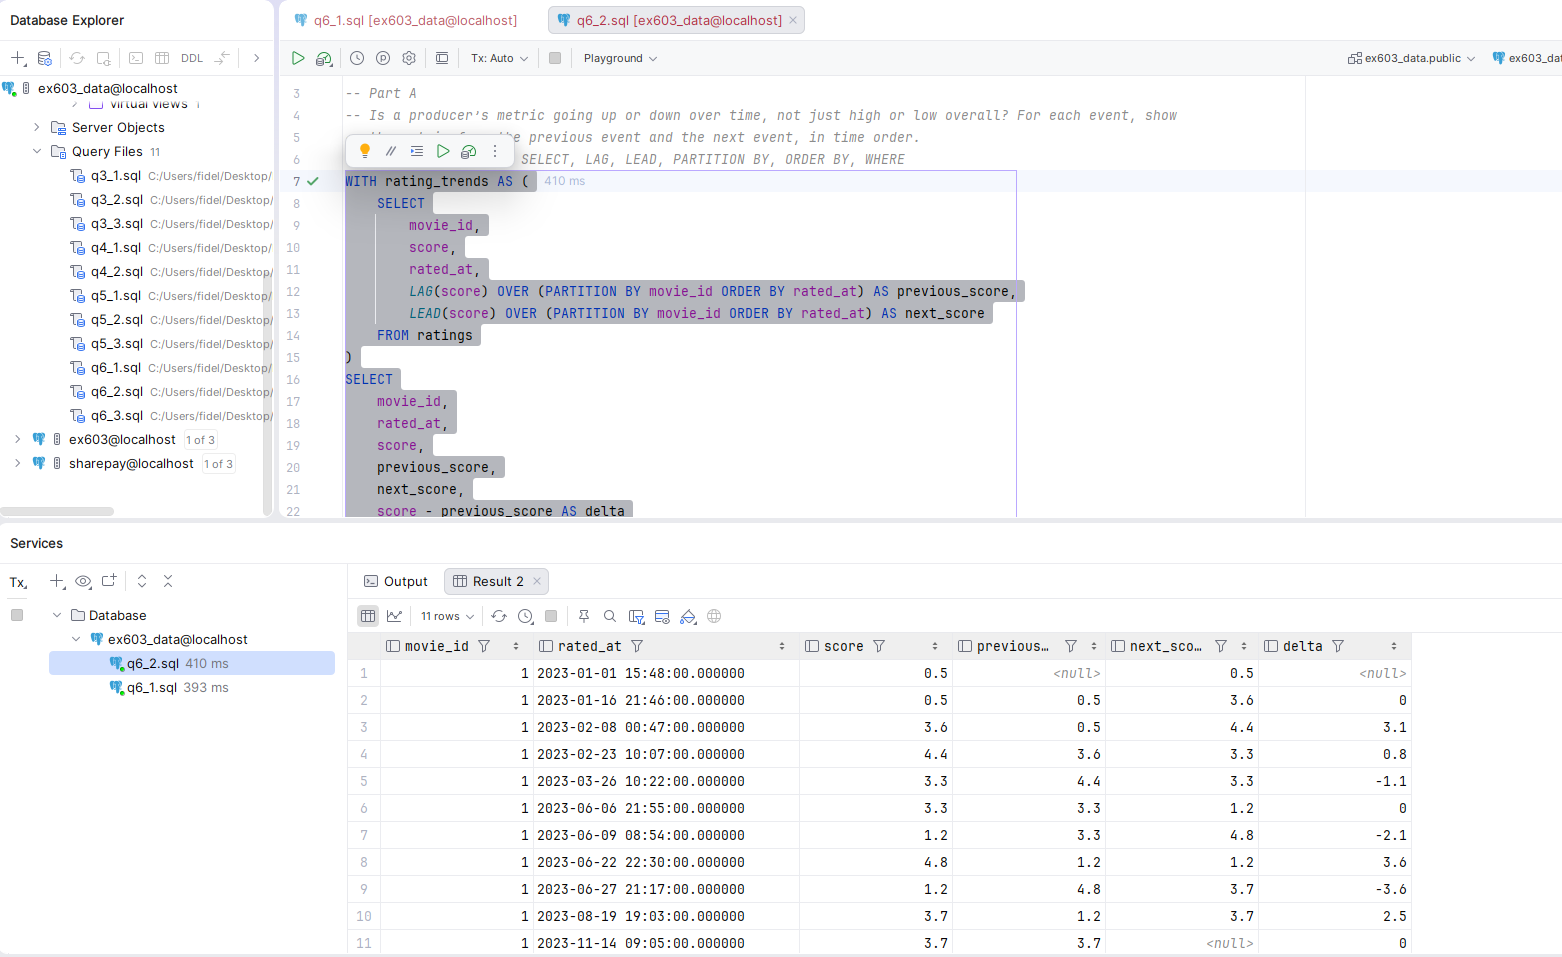 Database Explorer
DDL
ex603_data@localhost
virtual views 1
Server Objects
Query Files 11
q3_1.sql C:/Users/fidel/Desktop/
q3_2.sql C:/Users/fidel/Desktop/
q3_3.sql C:/Users/fidel/Desktop/
q4_1.sql C:/Users/fidel/Desktop/
q4_2.sql C:/Users/fidel/Desktop/
q5_1.sql C:/Users/fidel/Desktop/
q5_2.sql C:/Users/fidel/Desktop/
q5_3.sql C:/Users/fidel/Desktop/
q6_1.sql C:/Users/fidel/Desktop/
q6_2.sql C:/Users/fidel/Desktop/
q6_3.sql C:/Users/fidel/Desktop/
ex603@localhost 1 of 3
sharepay@localhost 1 of 3
q6_1.sql [ex603_data@localhost]
q6_2.sql [ex603_data@localhost]
Tx: Auto
Playground
ex603_data.public
ex603_dat
3 -- Part A
4 -- Is a producer's metric going up or down over time, not just high or low overall? For each event, show
5 the previous event and the next event, in time order.
6 SELECT, LAG, LEAD, PARTITION BY, ORDER BY, WHERE
7 WITH rating_trends AS ( 410 ms
8 SELECT
9 movie_id,
10 score,
11 rated_at,
12 LAG(score) OVER (PARTITION BY movie_id ORDER BY rated_at) AS previous_score,
13 LEAD(score) OVER (PARTITION BY movie_id ORDER BY rated_at) AS next_score
14 FROM ratings
15 )
16 SELECT
17 movie_id,
18 rated_at,
19 score,
20 previous_score,
21 next_score,
22 score - previous_score AS delta
Services
Tx
Database
ex603_data@localhost
q6_2.sql 410 ms
q6_1.sql 393 ms
Output
Result 2
11 rows
movie_id rated_at score previous... next_sco... delta
1 1 2023-01-01 15:48:00.000000 0.5 <null> 0.5 <null>
2 1 2023-01-16 21:46:00.000000 0.5 0.5 3.6 0
3 1 2023-02-08 00:47:00.000000 3.6 0.5 4.4 3.1
4 1 2023-02-23 10:07:00.000000 4.4 3.6 3.3 0.8
5 1 2023-03-26 10:22:00.000000 3.3 4.4 3.3 -1.1
6 1 2023-06-06 21:55:00.000000 3.3 3.3 1.2 0
7 1 2023-06-09 08:54:00.000000 1.2 3.3 4.8 -2.1
8 1 2023-06-22 22:30:00.000000 4.8 1.2 1.2 3.6
9 1 2023-06-27 21:17:00.000000 1.2 4.8 3.7 -3.6
10 1 2023-08-19 19:03:00.000000 3.7 1.2 3.7 2.5
11 1 2023-11-14 09:05:00.000000 3.7 3.7 <null> 0